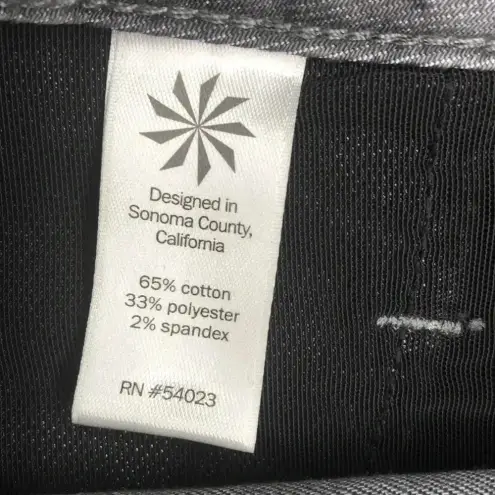 Designed in
Sonoma County,
California
65% cotton
33% polyester
2% spandex
RN #54023